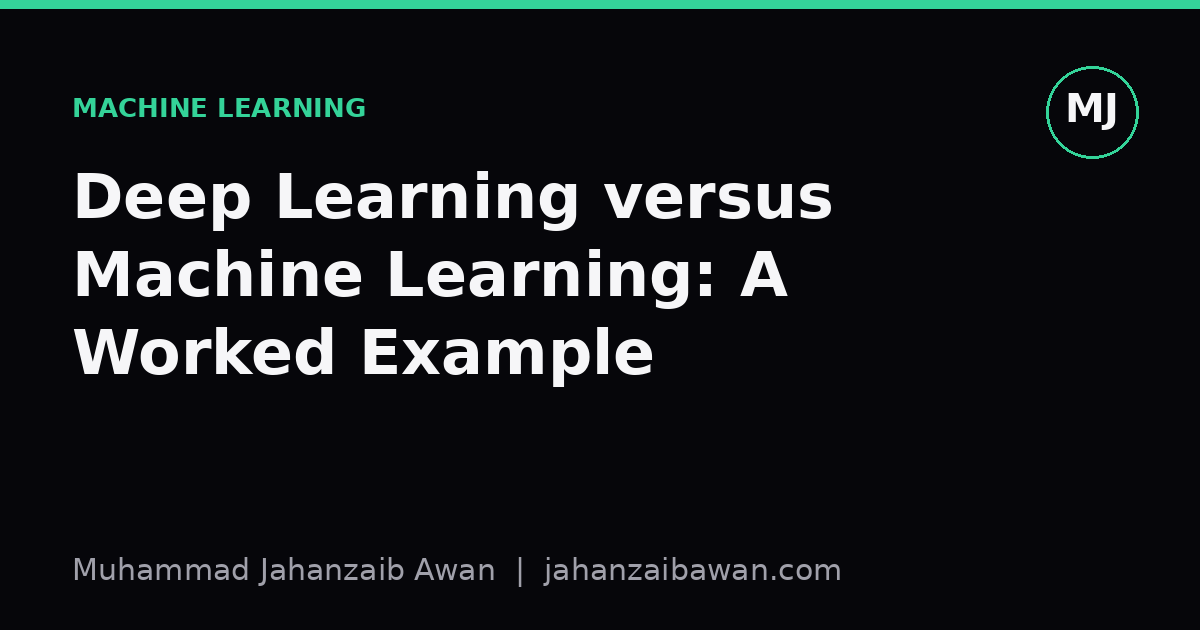 MACHINE LEARNING
MJ
Deep Learning versus
Machine Learning: A
Worked Example
Muhammad Jahanzaib Awan | jahanzaibawan.com